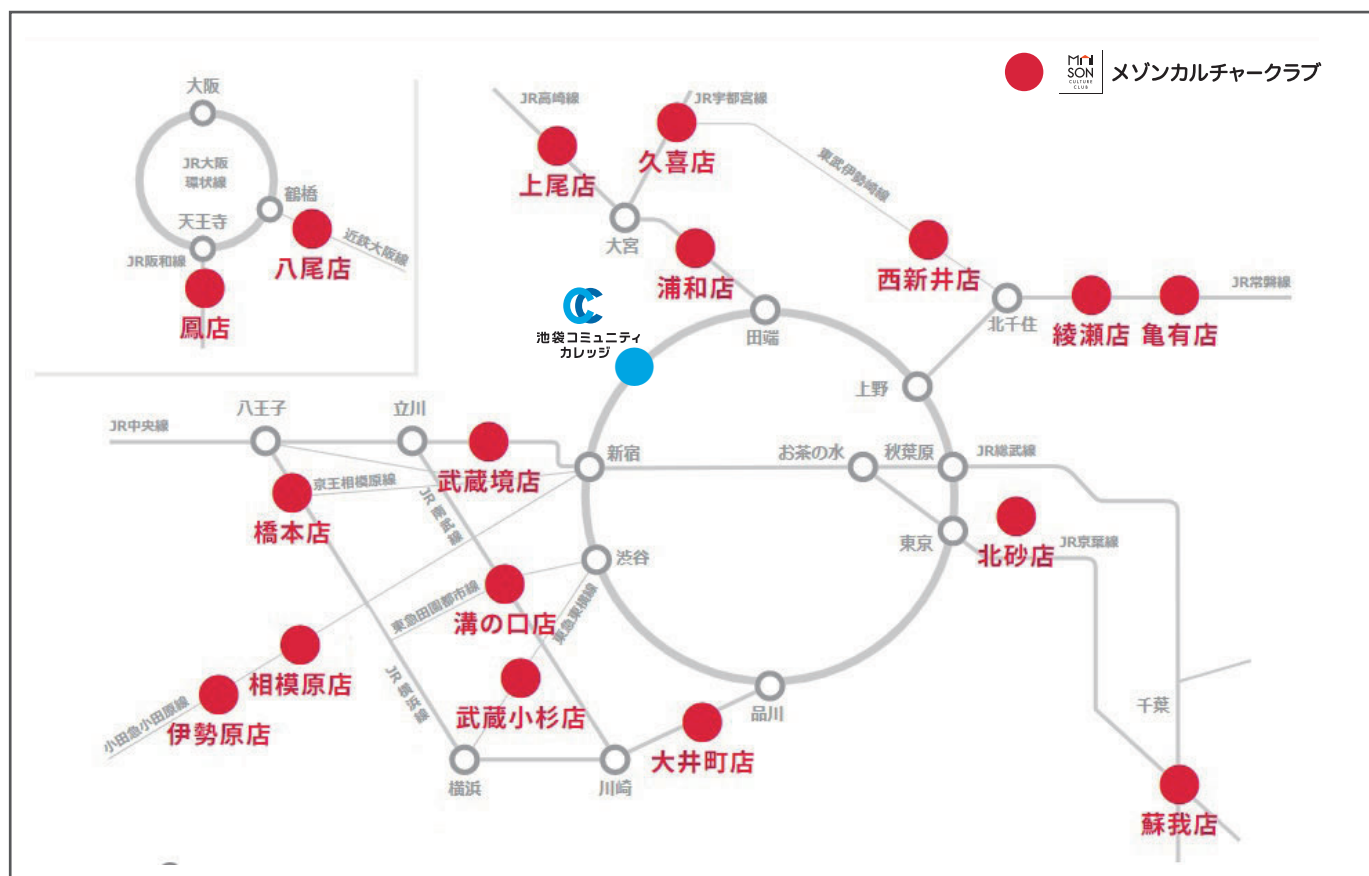 MAISON
CULTURE
CLUB
メゾンカルチャークラブ
大阪
JR大阪
環状線
鶴橋
天王寺
JR阪和線
近鉄大阪線
八尾店
鳳店
JR高崎線
JR宇都宮線
上尾店
久喜店
東武伊勢崎線
大宮
浦和店
西新井店
北千住
JR常磐線
綾瀬店
亀有店
池袋コミュニティ
カレッジ
田端
上野
八王子
立川
JR中央線
武蔵境店
新宿
お茶の水
秋葉原
JR総武線
京王相模原線
橋本店
JR南武線
東京
北砂店
JR京葉線
渋谷
東急田園都市線
溝の口店
東急東横線
相模原店
伊勢原店
小田急小田原線
JR横浜線
武蔵小杉店
大井町店
品川
横浜
川崎
千葉
蘇我店